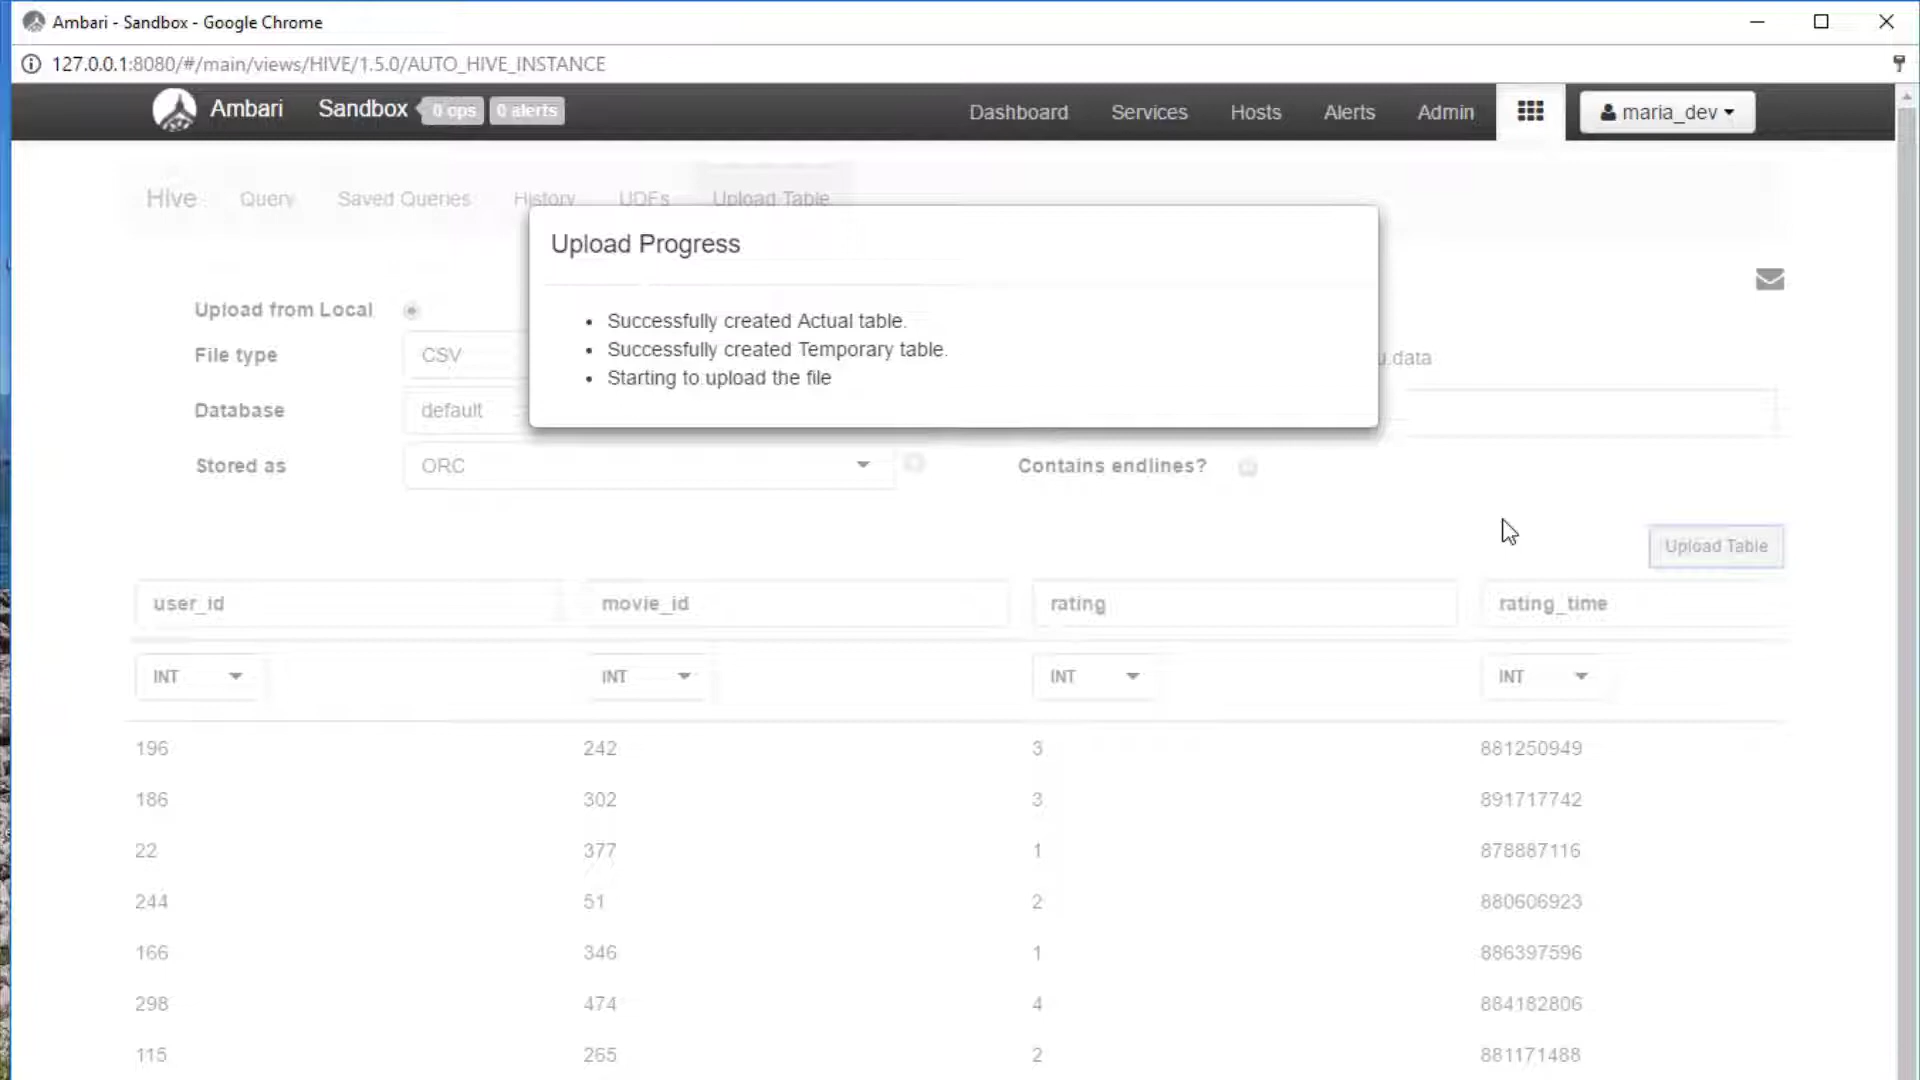 Ambari - Sandbox - Google Chrome
127.0.0.1:8080/#/main/views/HIVE/1.5.0/AUTO_HIVE_INSTANCE
Ambari Sandbox 0 ops 0 alerts Dashboard Services Hosts Alerts Admin maria_dev
Hive Query Saved Queries History UDFs Upload Table
Upload Progress
Successfully created Actual table.
Successfully created Temporary table.
Starting to upload the file
Upload from Local
File type CSV u.data
Database default
Stored as ORC Contains endlines?
Upload Table
user_id movie_id rating rating_time
INT INT INT INT
196 242 3 881250949
186 302 3 891717742
22 377 1 878887116
244 51 2 880606923
166 346 1 886397596
298 474 4 884182806
115 265 2 881171488